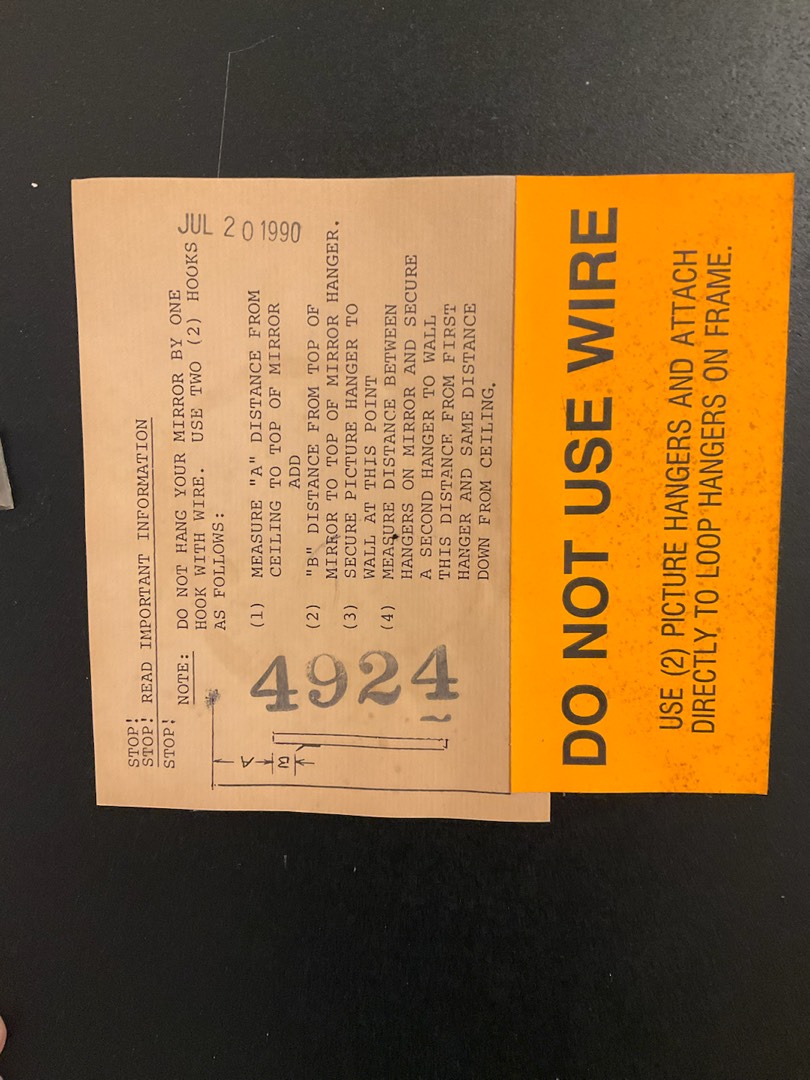 JUL 20 1990
STOP!
STOP! READ IMPORTANT INFORMATION
STOP!
NOTE: DO NOT HANG YOUR MIRROR BY ONE
HOOK WITH WIRE. USE TWO (2) HOOKS
AS FOLLOWS:
(1) MEASURE "A" DISTANCE FROM
CEILING TO TOP OF MIRROR
ADD
(2) "B" DISTANCE FROM TOP OF
MIRROR TO TOP OF MIRROR HANGER.
(3) SECURE PICTURE HANGER TO
WALL AT THIS POINT
(4) MEASURE DISTANCE BETWEEN
HANGERS ON MIRROR AND SECURE
A SECOND HANGER TO WALL
THIS DISTANCE FROM FIRST
HANGER AND SAME DISTANCE
DOWN FROM CEILING.
A
B
4924
DO NOT USE WIRE
USE (2) PICTURE HANGERS AND ATTACH
DIRECTLY TO LOOP HANGERS ON FRAME.